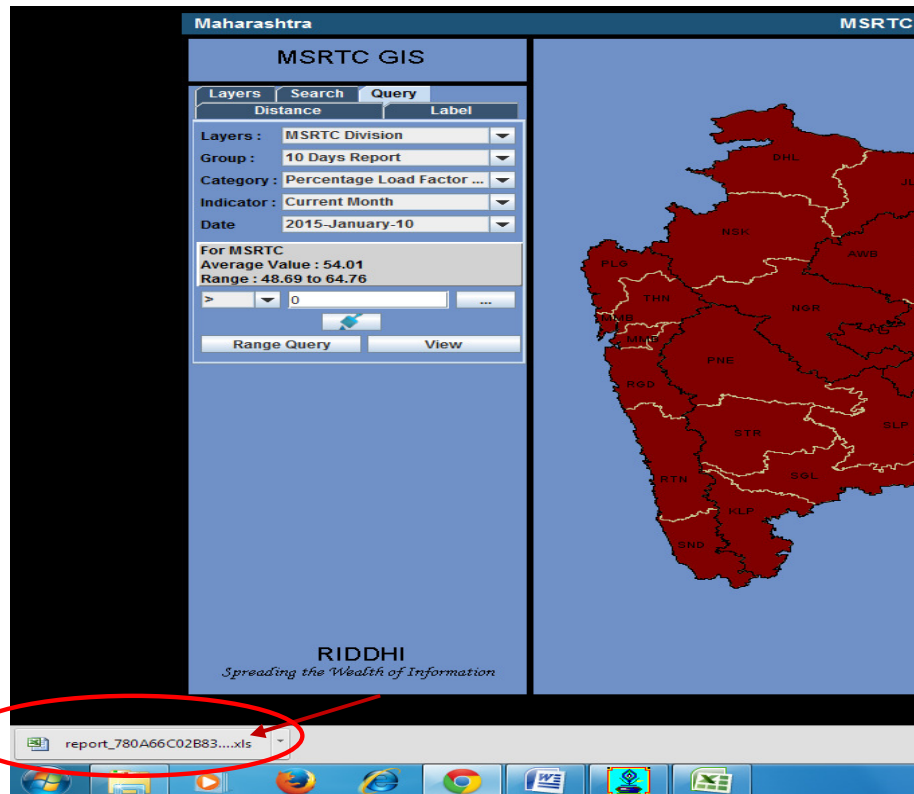 Maharashtra
MSRTC
MSRTC GIS
Layers Search Query
Distance Label
Layers : MSRTC Division
Group : 10 Days Report
Category : Percentage Load Factor ...
Indicator : Current Month
Date 2015-January-10
For MSRTC
Average Value : 54.01
Range : 48.69 to 64.76
> 0 ...
Range Query View
DHL
JL
NSK
AWB
PLG
THN
NGR
MMB
MMB
PNE
RGD
STR
SLP
RTN
SGL
KLP
SND
RIDDHI
Spreading the Wealth of Information
report_780A66C02B83....xls